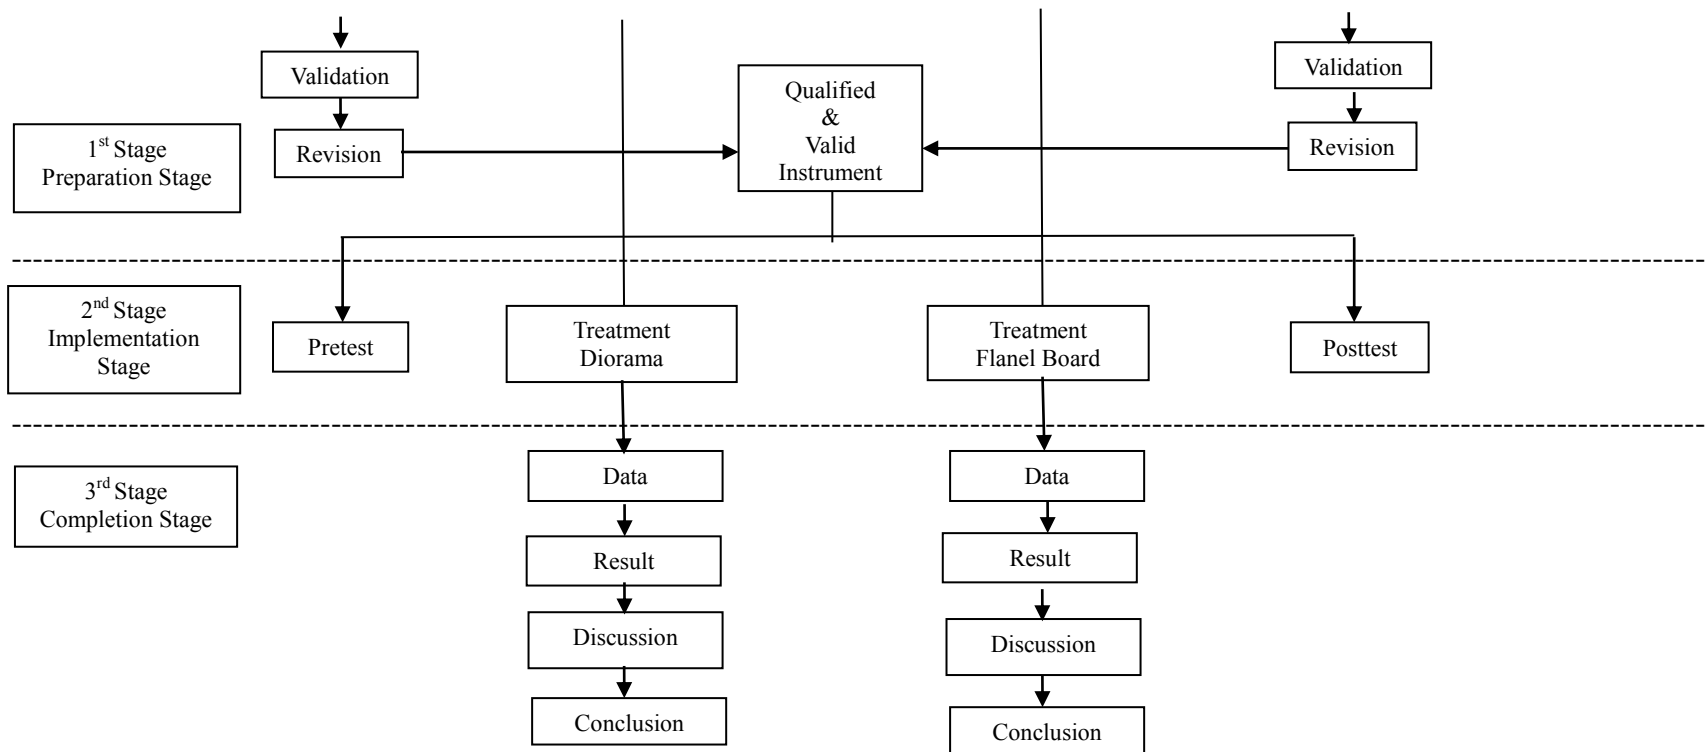 Validation
Validation
Qualified
&
Valid
Instrument
1st Stage
Preparation Stage
Revision
Revision
2nd Stage
Implementation
Stage
Pretest
Treatment
Diorama
Treatment
Flanel Board
Posttest
3rd Stage
Completion Stage
Data
Data
Result
Result
Discussion
Discussion
Conclusion
Conclusion